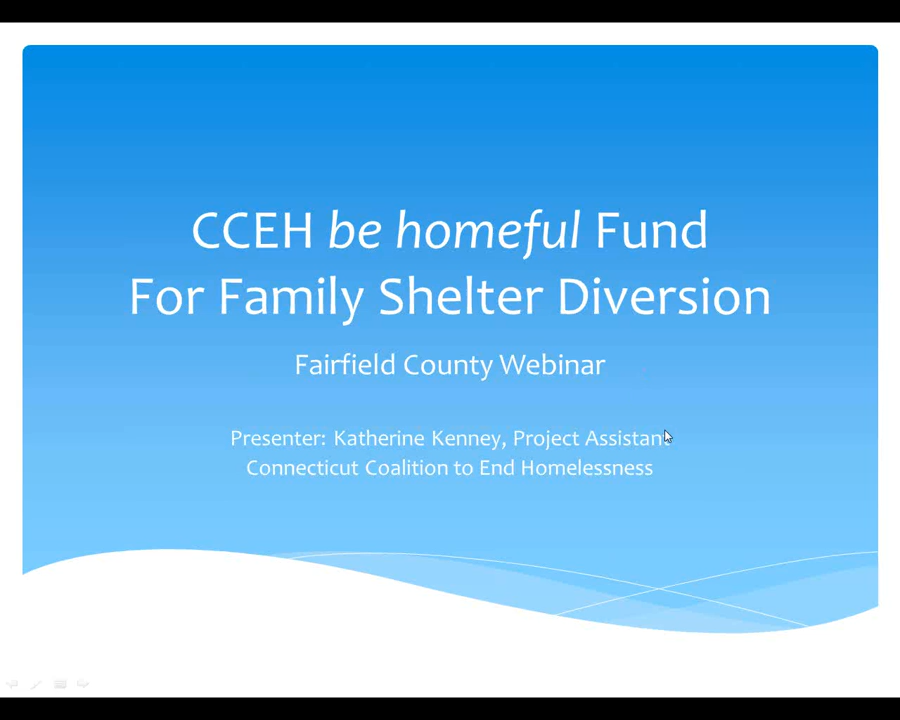 CCEH be homeful Fund
For Family Shelter Diversion
Fairfield County Webinar
Presenter: Katherine Kenney, Project Assistant
Connecticut Coalition to End Homelessness